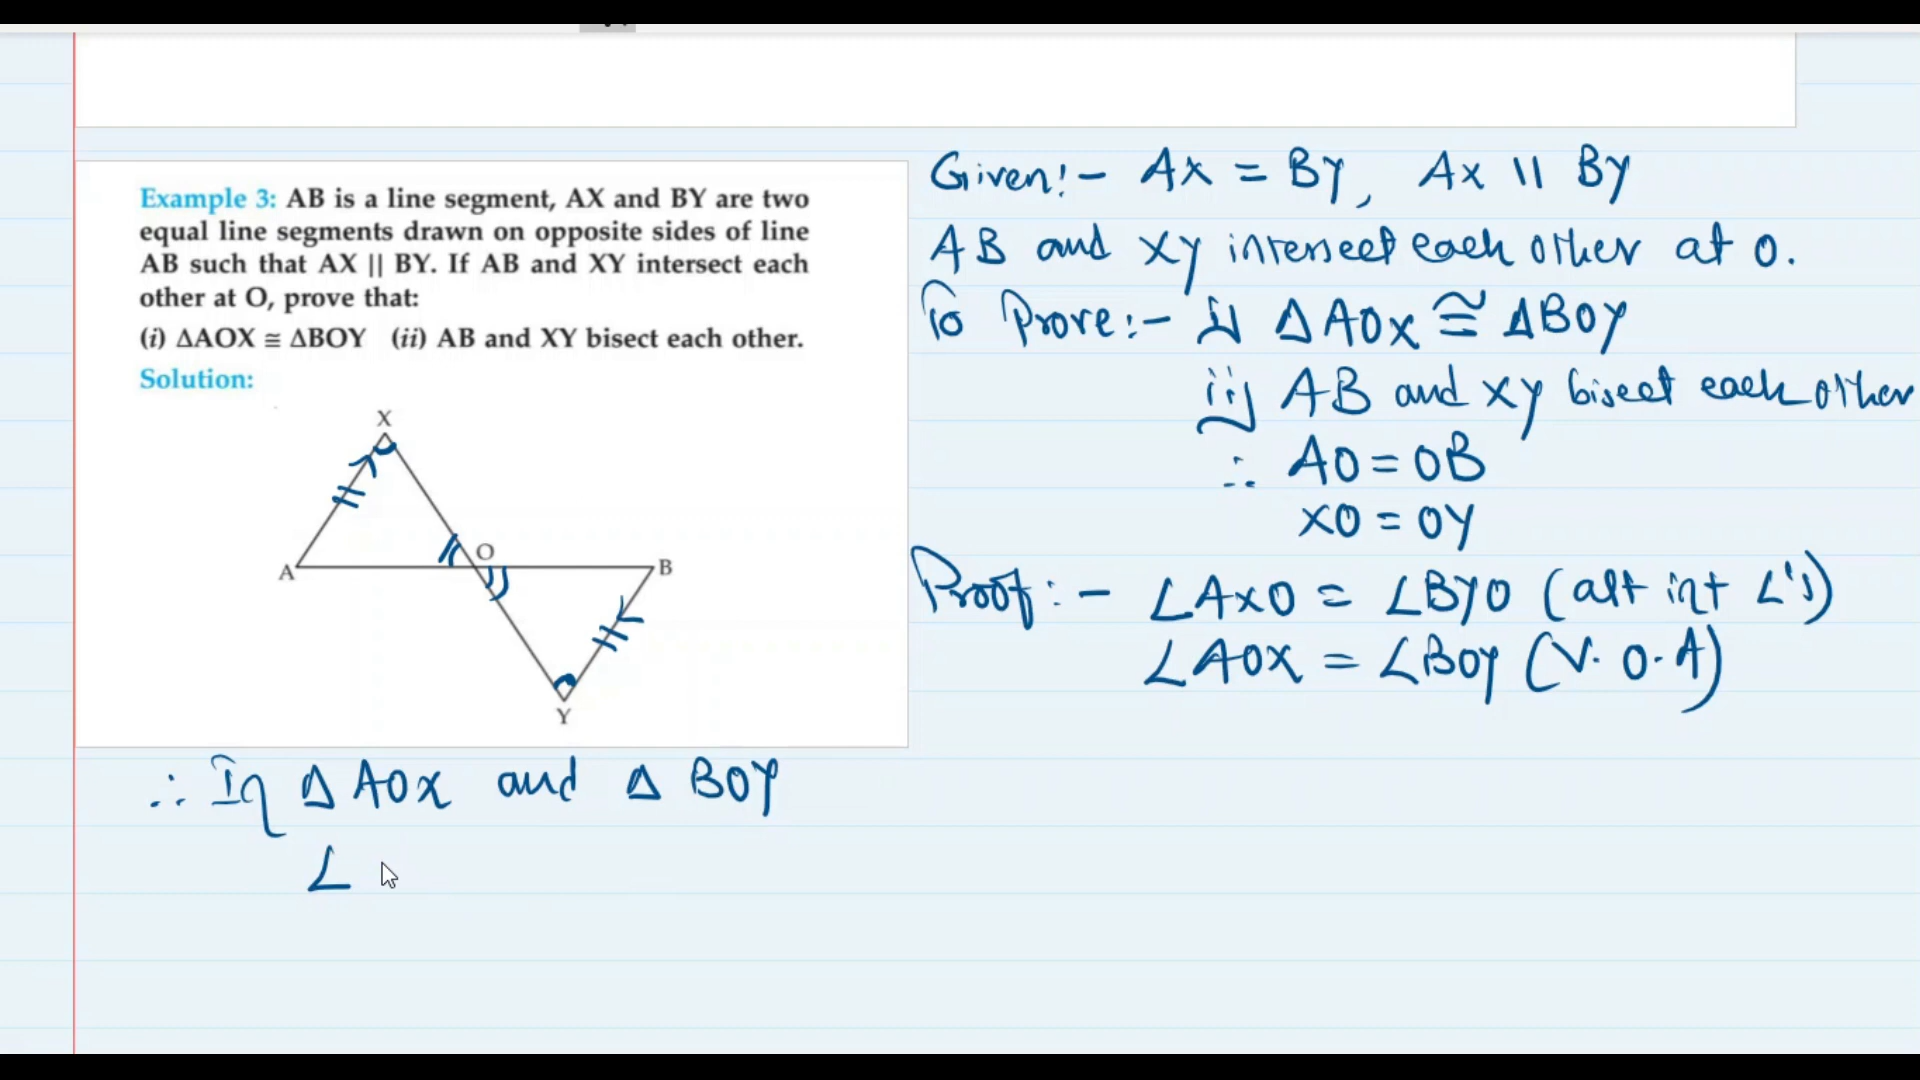 Example 3: AB is a line segment, AX and BY are two
equal line segments drawn on opposite sides of line
AB such that AX || BY. If AB and XY intersect each
other at O, prove that:
(i) ΔAOX ≅ ΔBOY (ii) AB and XY bisect each other.
Solution:
X
O
A
B
Y
Given:- AX = BY, AX || BY
AB and XY intersect each other at O.
To Prove:- i) ΔAOX ≅ ΔBOY
ii) AB and XY bisect each other
∴ AO = OB
XO = OY
Proof:- ∠AXO = ∠BYO (alt int ∠'s)
∠AOX = ∠BOY (V.O.A)
∴ In Δ AOX and Δ BOY
∠